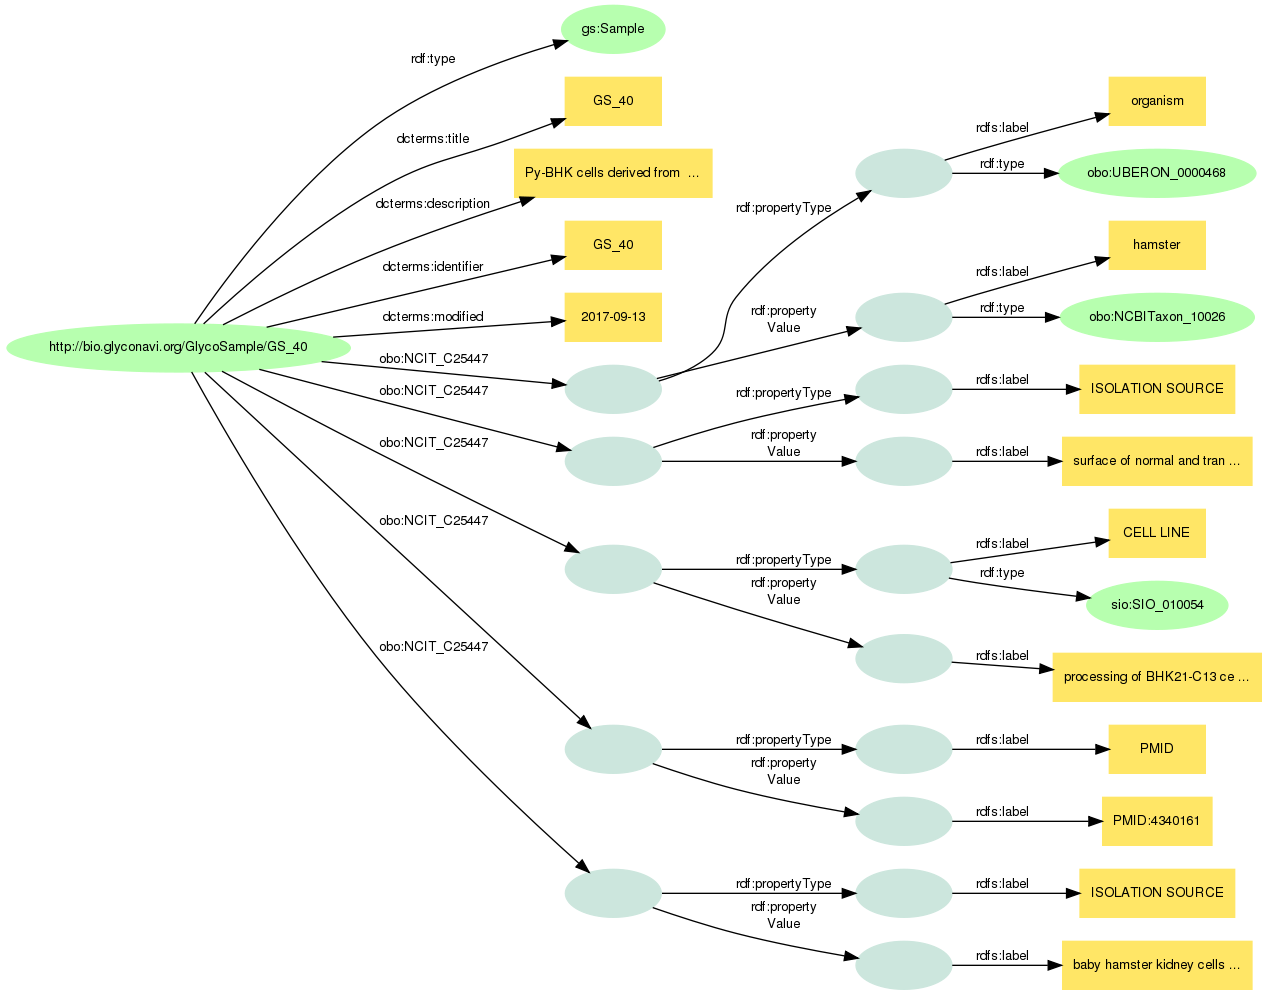 gs:Sample
rdf:type
GS_40
organism
rdfs:label
dcterms:title
Py-BHK cells derived from  ...
rdf:type
obo:UBERON_0000468
dcterms:description
rdf:propertyType
GS_40
hamster
dcterms:identifier
rdfs:label
2017-09-13
dcterms:modified
rdf:property
Value
rdf:type
obo:NCBITaxon_10026
http://bio.glyconavi.org/GlycoSample/GS_40
obo:NCIT_C25447
obo:NCIT_C25447
rdf:propertyType
rdfs:label
ISOLATION SOURCE
obo:NCIT_C25447
rdf:property
Value
rdfs:label
surface of normal and tran ...
obo:NCIT_C25447
CELL LINE
rdfs:label
rdf:propertyType
rdf:property
Value
rdf:type
sio:SIO_010054
obo:NCIT_C25447
rdfs:label
processing of BHK21-C13 ce ...
rdf:propertyType
rdfs:label
PMID
rdf:property
Value
rdfs:label
PMID:4340161
rdf:propertyType
rdfs:label
ISOLATION SOURCE
rdf:property
Value
rdfs:label
baby hamster kidney cells ...